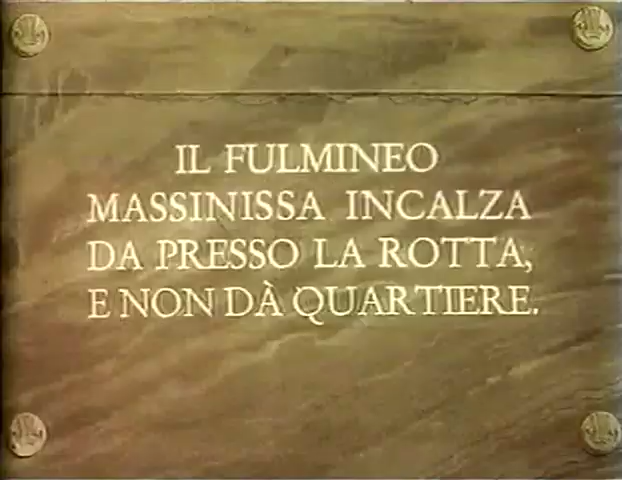 IL FULMINEO
MASSINISSA INCALZA
DA PRESSO LA ROTTA,
E NON DÀ QUARTIERE.